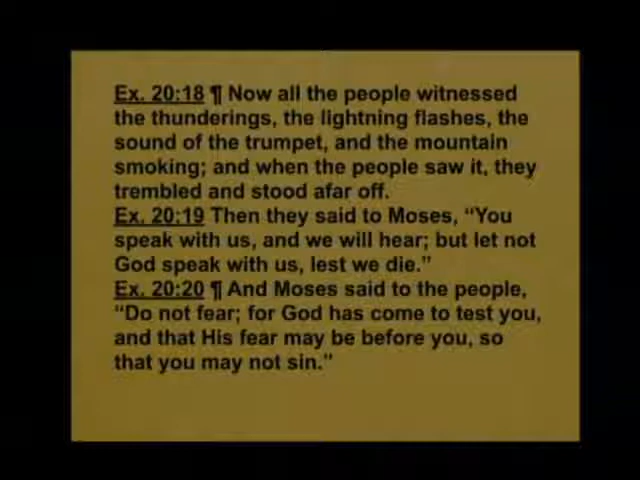 Ex. 20:18 ¶ Now all the people witnessed
the thunderings, the lightning flashes, the
sound of the trumpet, and the mountain
smoking; and when the people saw it, they
trembled and stood afar off.
Ex. 20:19 Then they said to Moses, “You
speak with us, and we will hear; but let not
God speak with us, lest we die.”
Ex. 20:20 ¶ And Moses said to the people,
“Do not fear; for God has come to test you,
and that His fear may be before you, so
that you may not sin.”